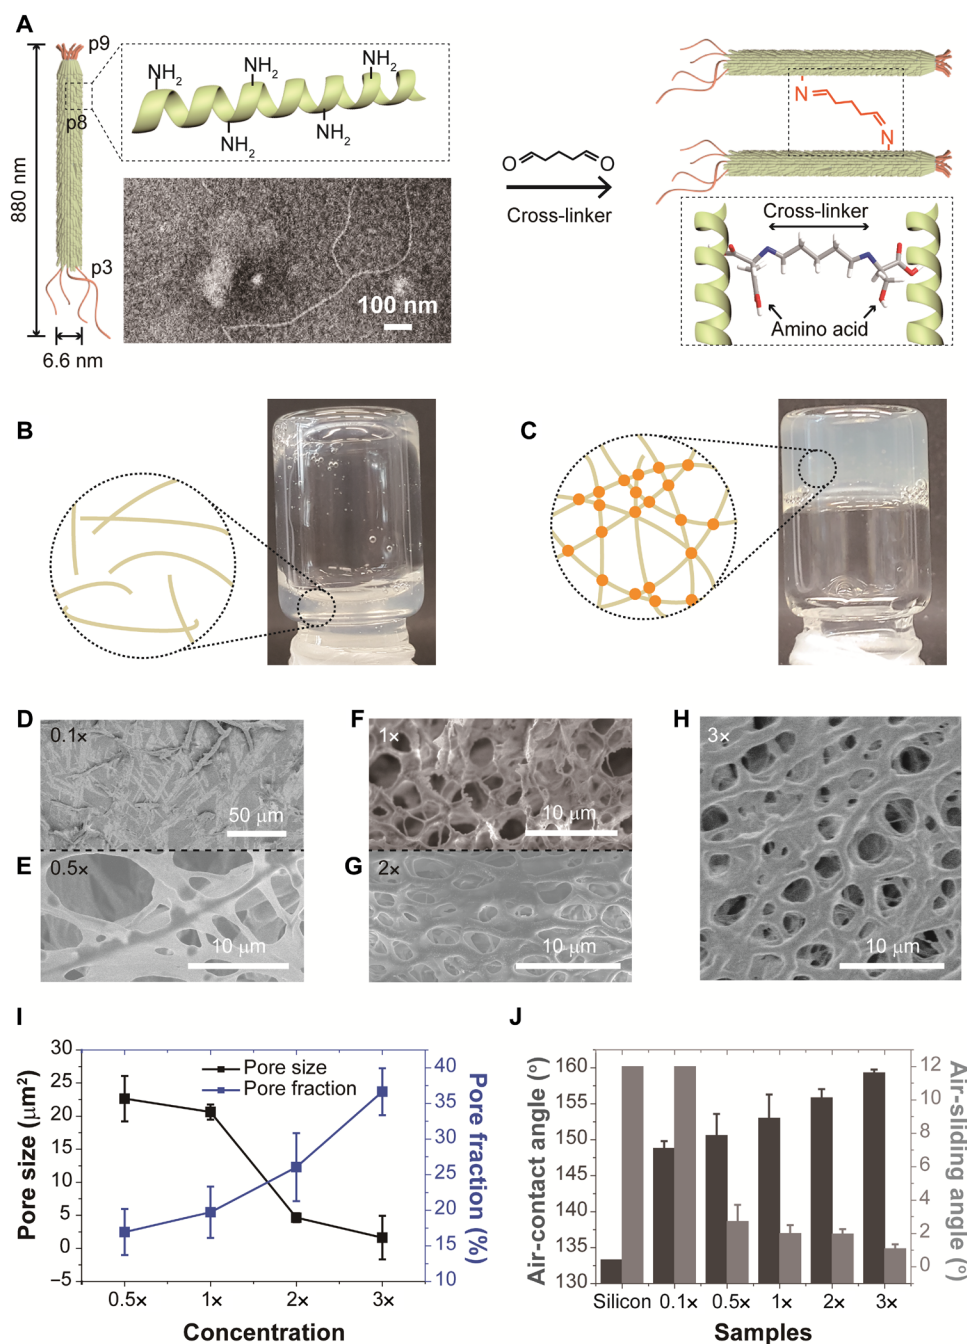 A
p9
p8
p3
880 nm
6.6 nm
NH2
NH2
NH2
NH2
NH2
100 nm
O
O
Cross-linker
N
N
Cross-linker
Amino acid
B
C
D
0.1×
50 μm
E
0.5×
10 μm
F
1×
10 μm
G
2×
10 μm
H
3×
10 μm
I
Pore size (μm²)
30
25
20
15
10
5
0
−5
Pore size
Pore fraction
40
35
30
25
20
15
10
Pore fraction (%)
0.5×
1×
2×
3×
Concentration
J
Air-contact angle (º)
160
155
150
145
140
135
130
12
10
8
6
4
2
0
Air-sliding angle (º)
Silicon
0.1×
0.5×
1×
2×
3×
Samples